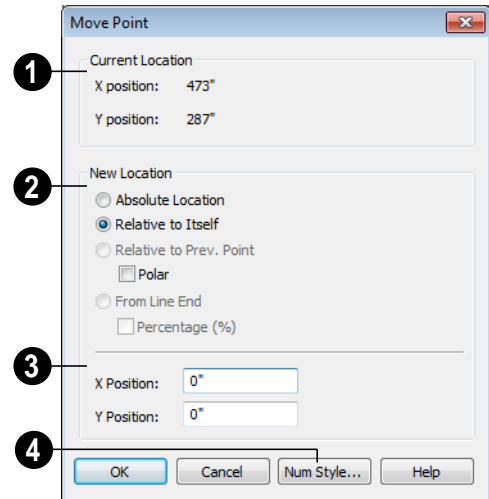 Move Point
1
Current Location
X position: 473"
Y position: 287"
2
New Location
Absolute Location
Relative to Itself
Relative to Prev. Point
Polar
From Line End
Percentage (%)
3
X Position: 0"
Y Position: 0"
4
OK Cancel Num Style... Help